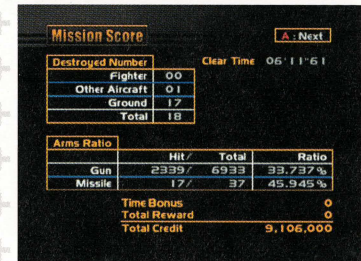 Mission Score
A : Next
Destroyed Number
Clear Time 06'11"61
Fighter 00
Other Aircraft 01
Ground 17
Total 18
Arms Ratio
Hit/ Total Ratio
Gun 2339/ 6933 33.737%
Missile 17/ 37 45.945%
Time Bonus 0
Total Reward 0
Total Credit 9,106,000